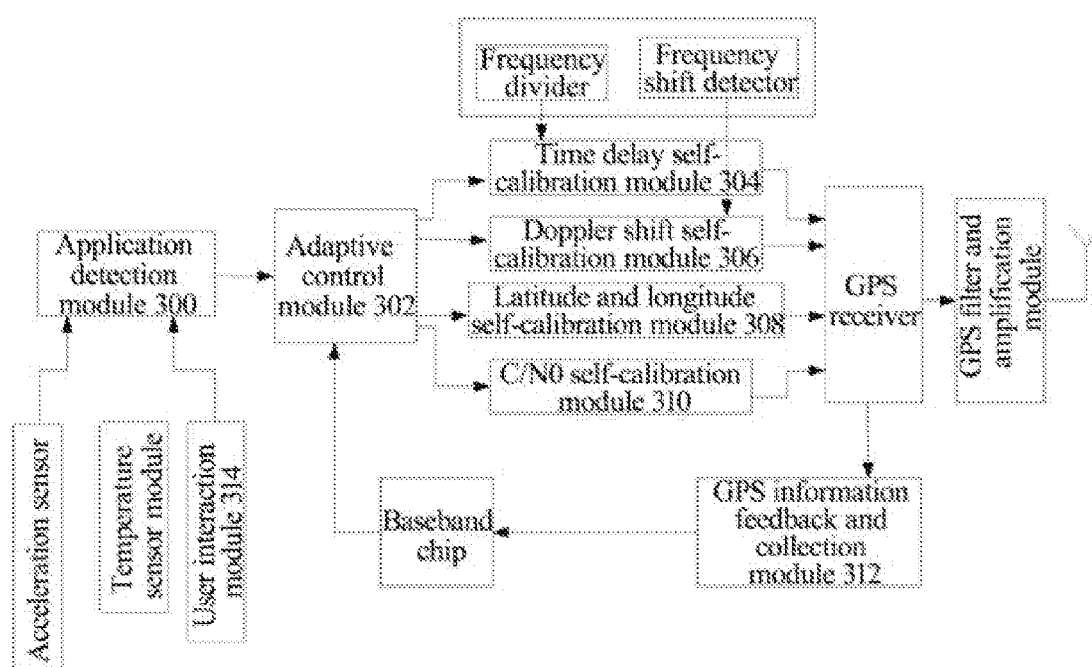 Frequency
divider
Frequency
shift detector
Time delay self-
calibration module 304
Doppler shift self-
calibration module 306
Latitude and longitude
self-calibration module 308
C/N0 self-calibration
module 310
Application
detection
module 300
Adaptive
control
module 302
GPS
receiver
GPS filter and
amplification
module
Acceleration sensor
Temperature
sensor module
User interaction
module 314
Baseband
chip
GPS information
feedback and
collection
module 312